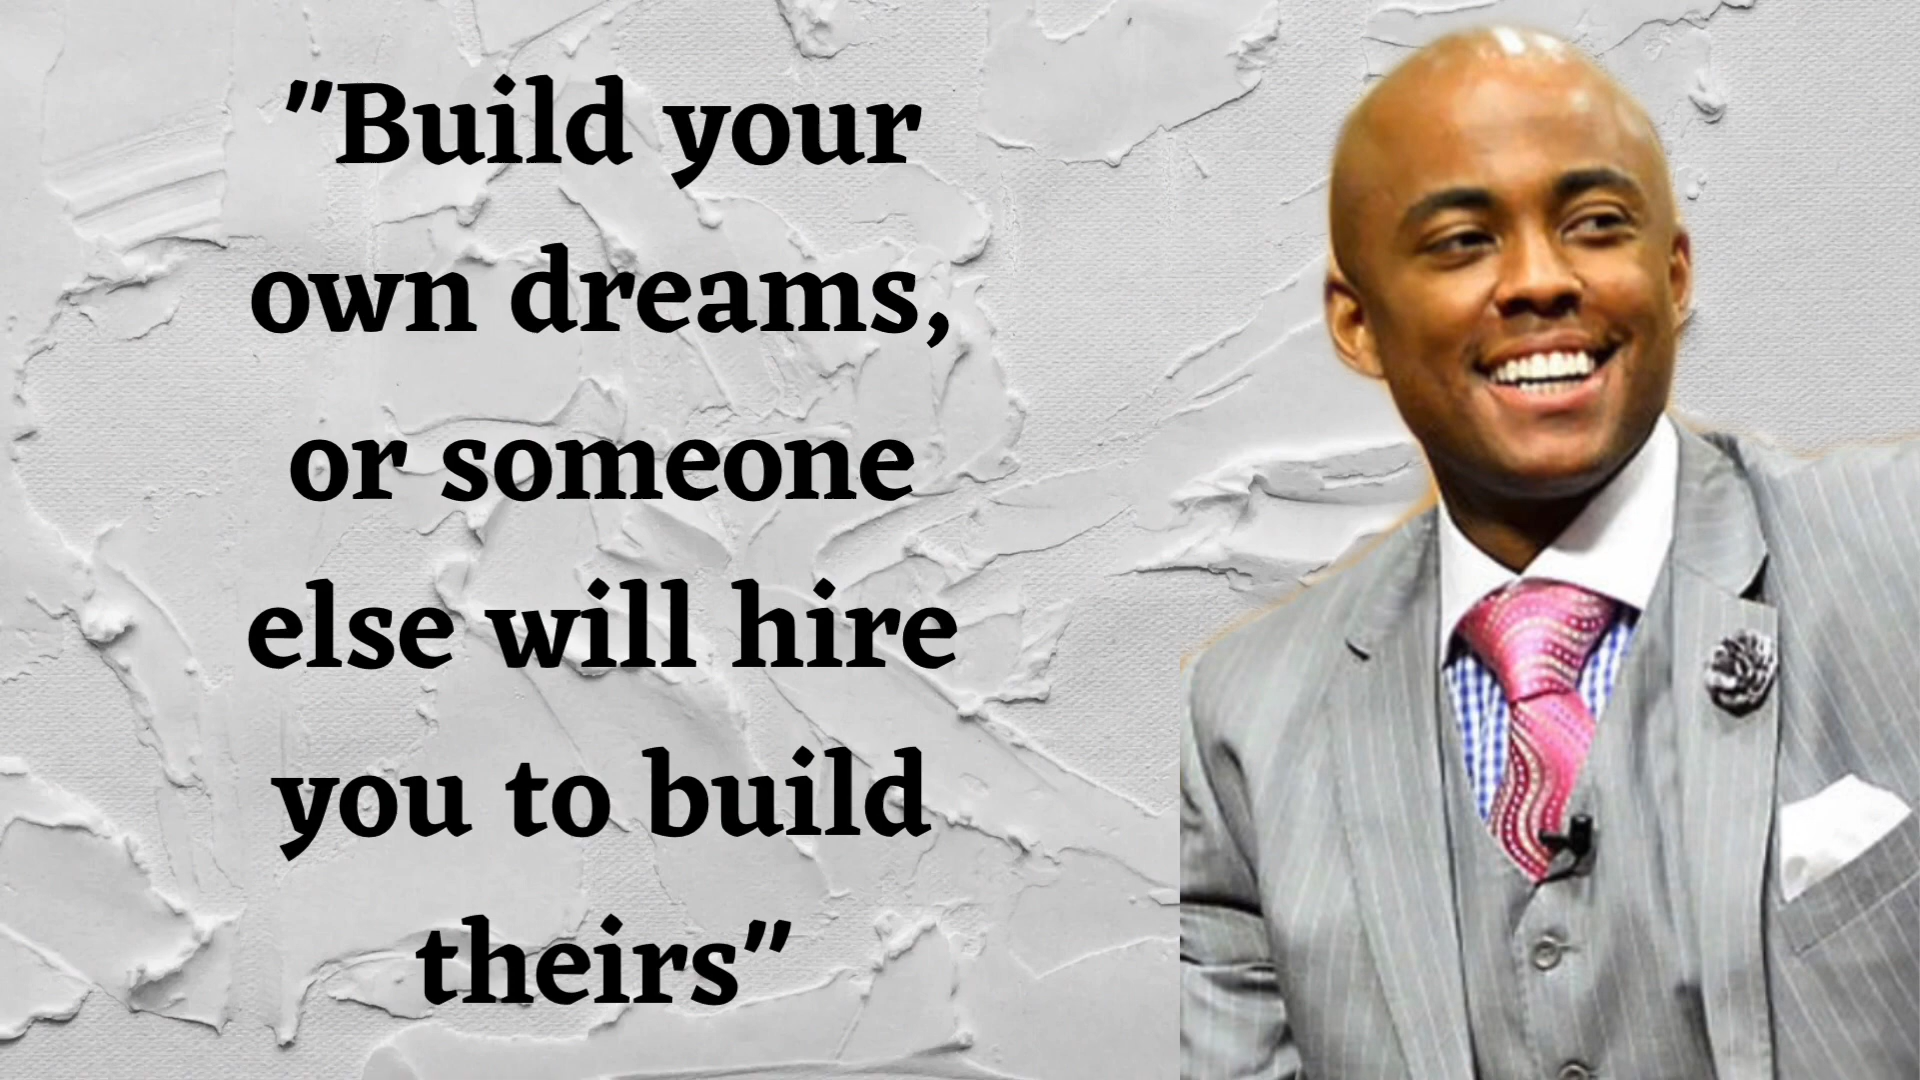 "Build your
own dreams,
or someone
else will hire
you to build
theirs"